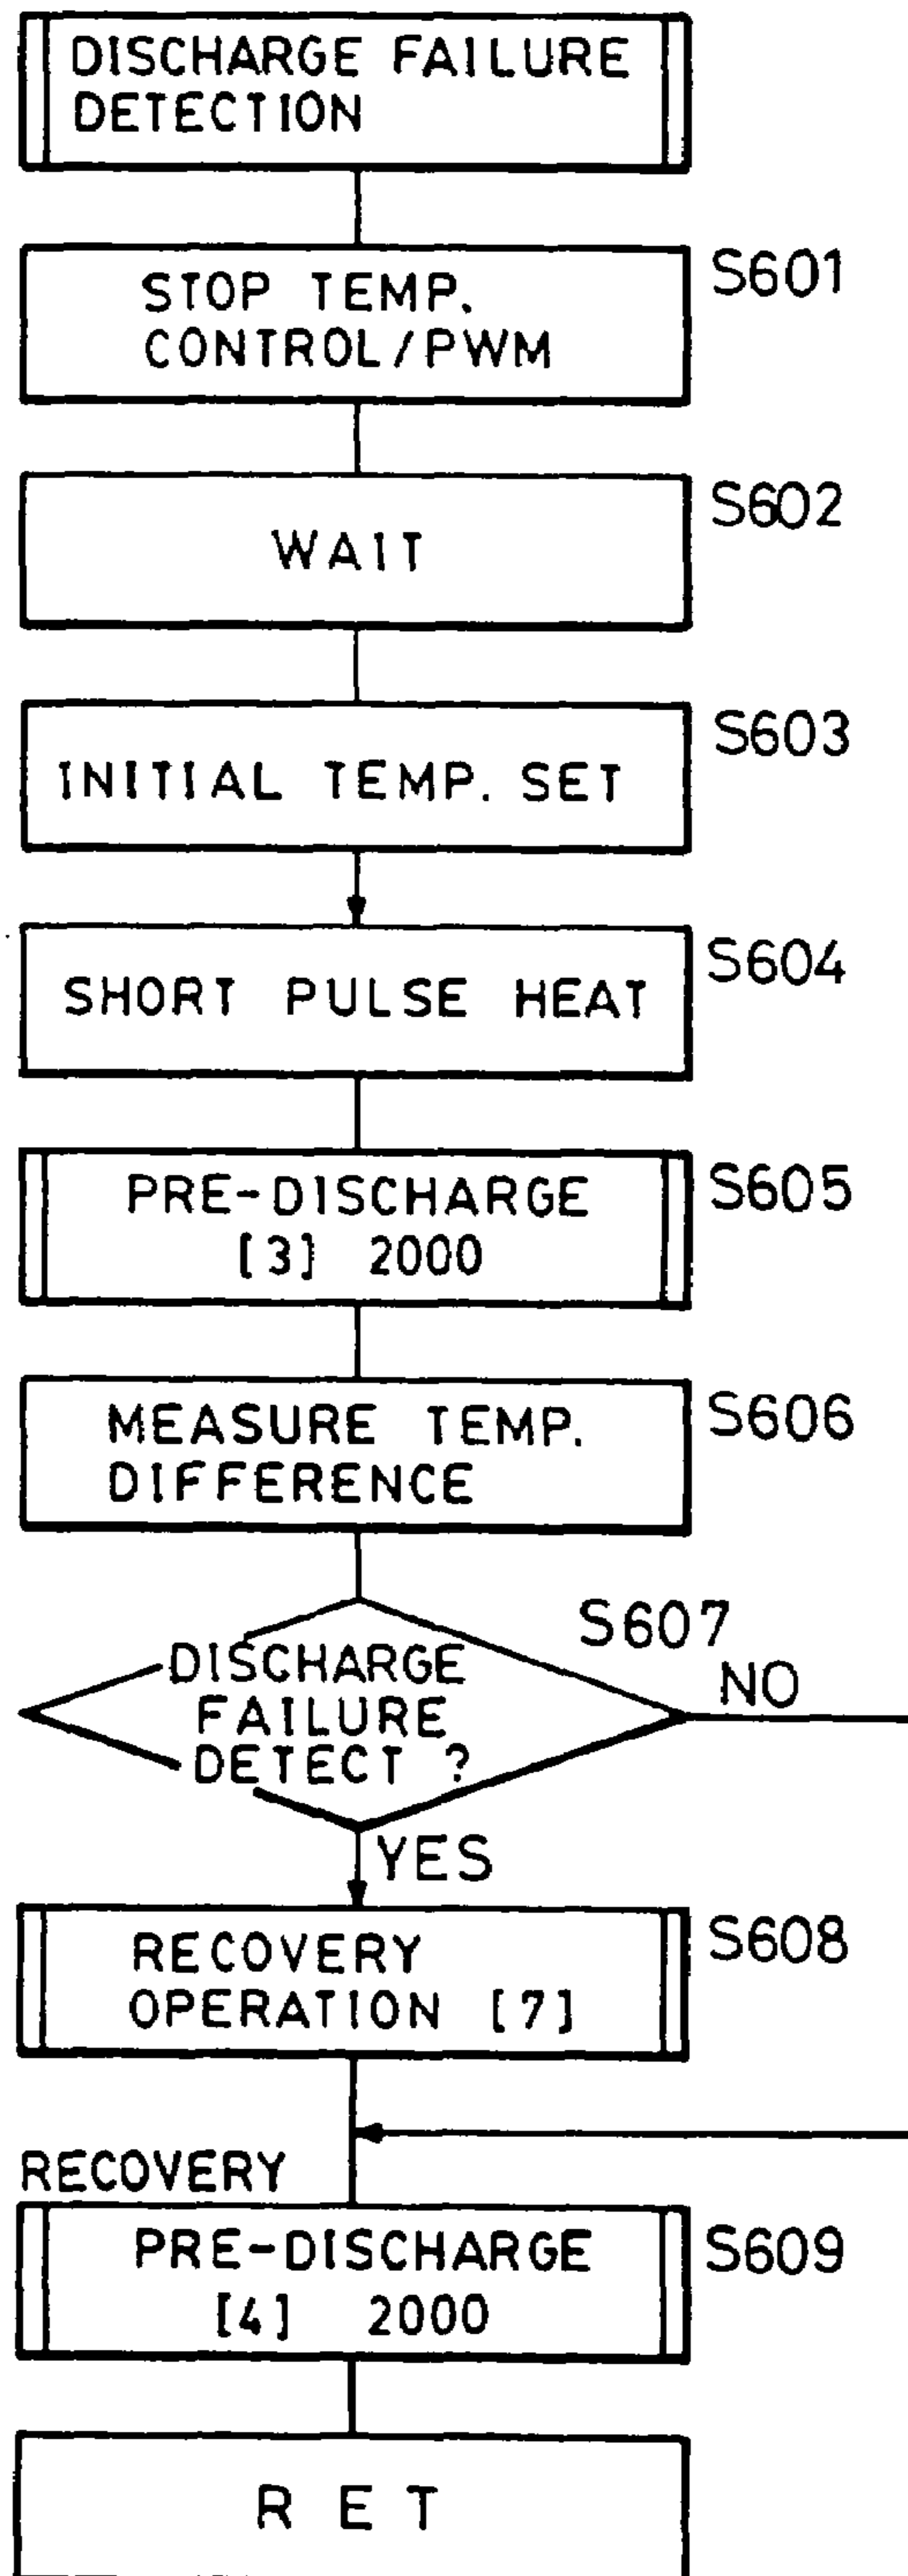 DISCHARGE FAILURE
DETECTION
S601
STOP TEMP.
CONTROL/PWM
S602
WAIT
S603
INITIAL TEMP. SET
S604
SHORT PULSE HEAT
S605
PRE-DISCHARGE
[3] 2000
S606
MEASURE TEMP.
DIFFERENCE
S607
DISCHARGE
FAILURE
DETECT ?
NO
YES
S608
RECOVERY
OPERATION [7]
RECOVERY
S609
PRE-DISCHARGE
[4] 2000
RET